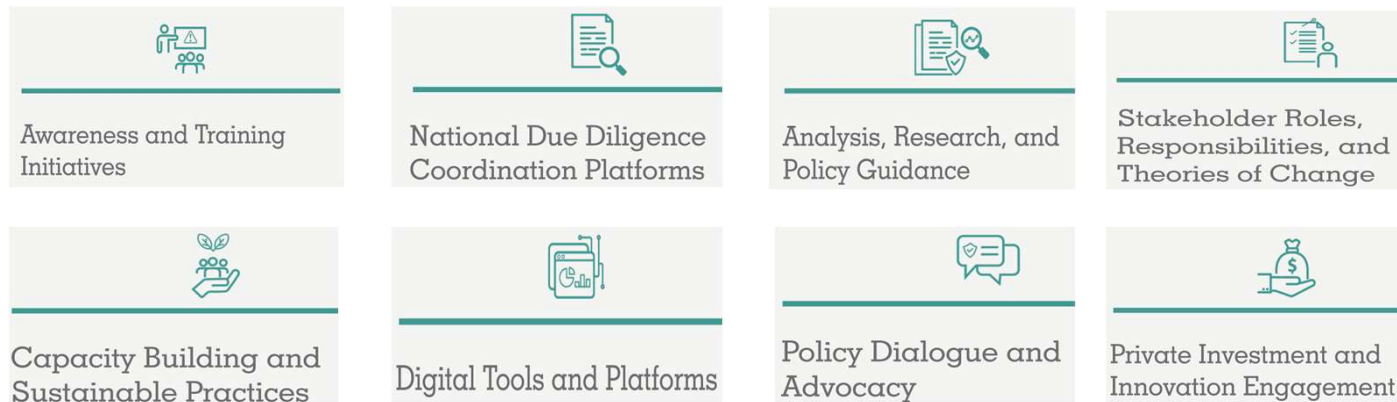 Awareness and Training
Initiatives
National Due Diligence
Coordination Platforms
Analysis, Research, and
Policy Guidance
Stakeholder Roles,
Responsibilities, and
Theories of Change
Capacity Building and
Sustainable Practices
Digital Tools and Platforms
Policy Dialogue and
Advocacy
$
Private Investment and
Innovation Engagement